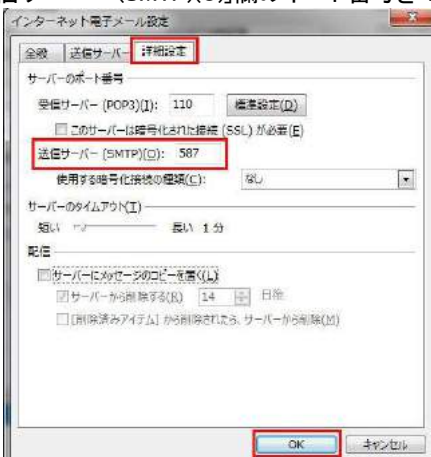 インターネット電子メール設定
全般 送信サーバー 詳細設定
サーバーのポート番号
受信サーバー (POP3)(I): 110 標準設定(D)
このサーバーは暗号化された接続 (SSL) が必要(E)
送信サーバー (SMTP)(O): 587
使用する暗号化接続の種類(C): なし
サーバーのタイムアウト(T)
短い 長い 1 分
配信
サーバーにメッセージのコピーを置く(L)
サーバーから削除する(R) 14 日後
[削除済みアイテム] から削除されたら、サーバーから削除(M)
OK キャンセル